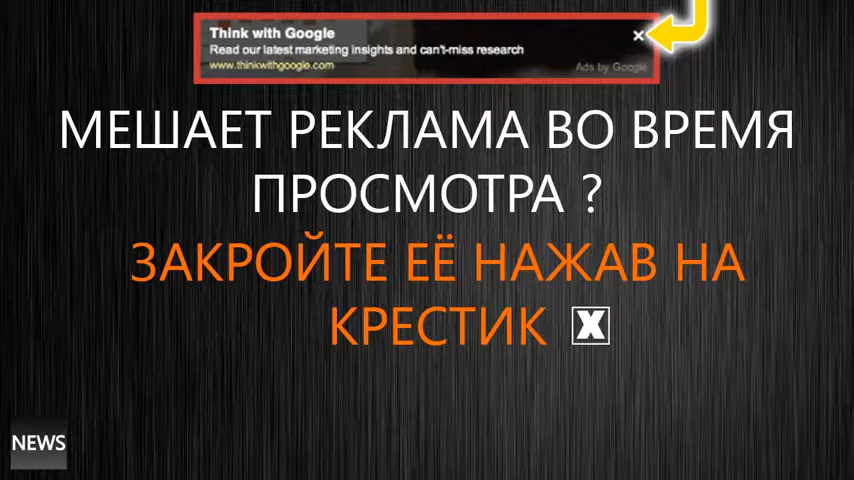 Think with Google
Read our latest marketing insights and can't-miss research
www.thinkwithgoogle.com
Ads by Google
МЕШАЕТ РЕКЛАМА ВО ВРЕМЯ
ПРОСМОТРА ?
ЗАКРОЙТЕ ЕЁ НАЖАВ НА
КРЕСТИК X
NEWS